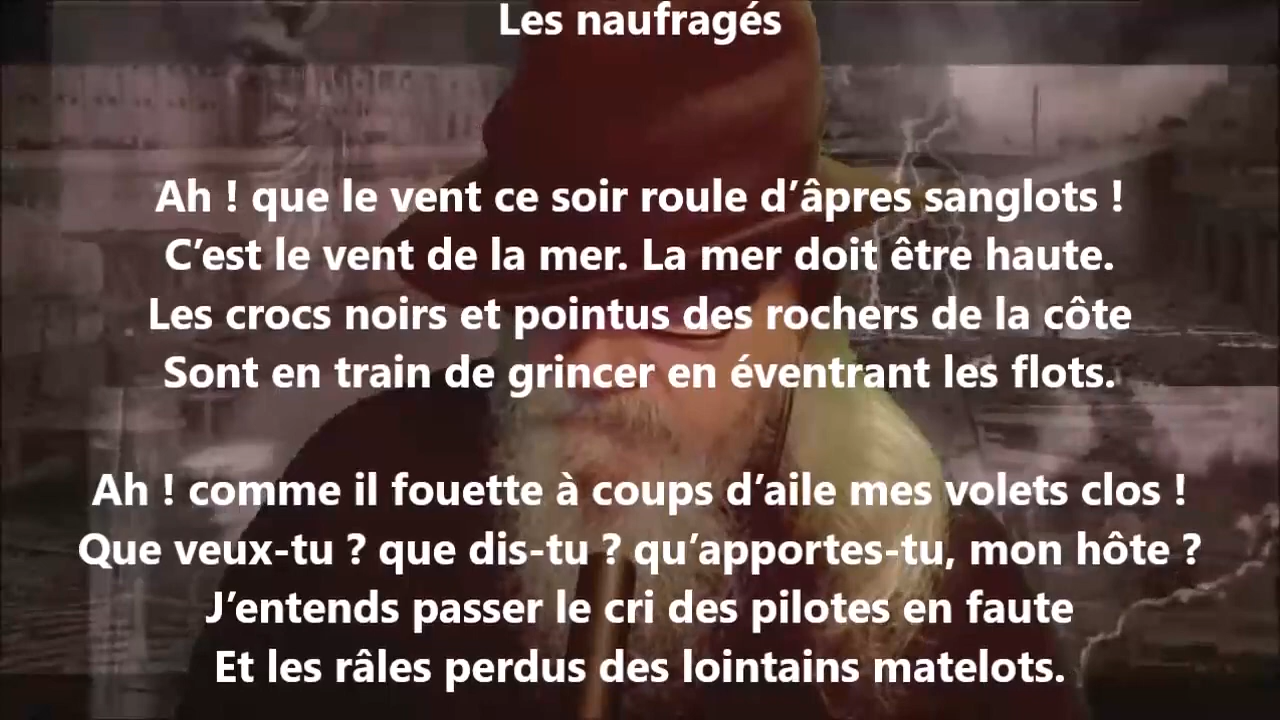 Les naufragés
Ah ! que le vent ce soir roule d’âpres sanglots !
C’est le vent de la mer. La mer doit être haute.
Les crocs noirs et pointus des rochers de la côte
Sont en train de grincer en éventrant les flots.
Ah ! comme il fouette à coups d’aile mes volets clos !
Que veux-tu ? que dis-tu ? qu’apportes-tu, mon hôte ?
J’entends passer le cri des pilotes en faute
Et les râles perdus des lointains matelots.